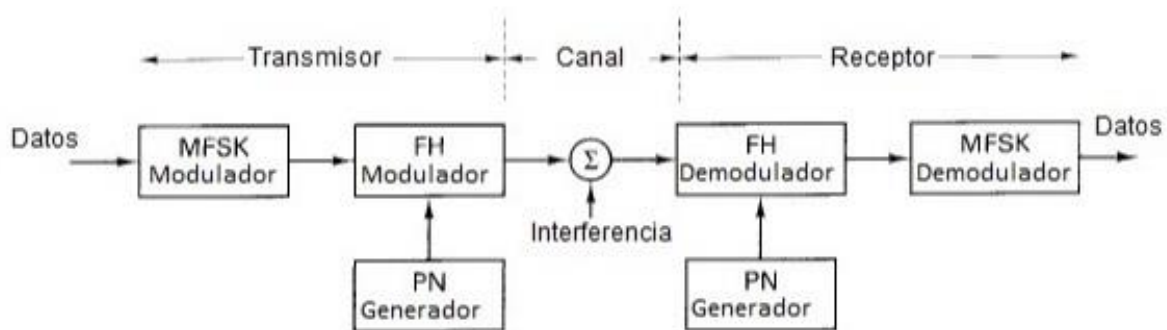 Transmisor
Canal
Receptor
Datos
MFSK
Modulador
FH
Modulador
Σ
Interferencia
FH
Demodulador
MFSK
Demodulador
Datos
PN
Generador
PN
Generador